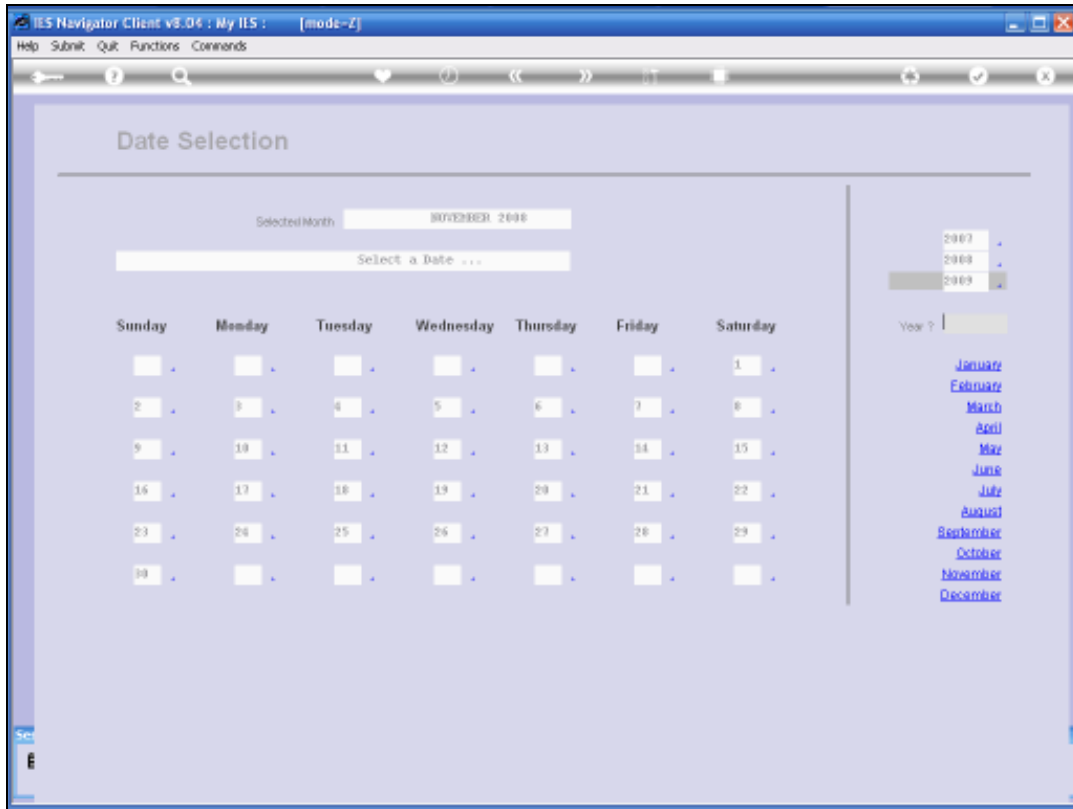 IES Navigator Client v8.04 : My IES : [mode=Z]
Help Submit Quit Functions Commands
Date Selection
Selected Month NOVEMBER 2008
Select a Date ...
2007
2008
2009
Year ?
Sunday Monday Tuesday Wednesday Thursday Friday Saturday
1
2 3 4 5 6 7 8
9 10 11 12 13 14 15
16 17 18 19 20 21 22
23 24 25 26 27 28 29
30
January
February
March
April
May
June
July
August
September
October
November
December